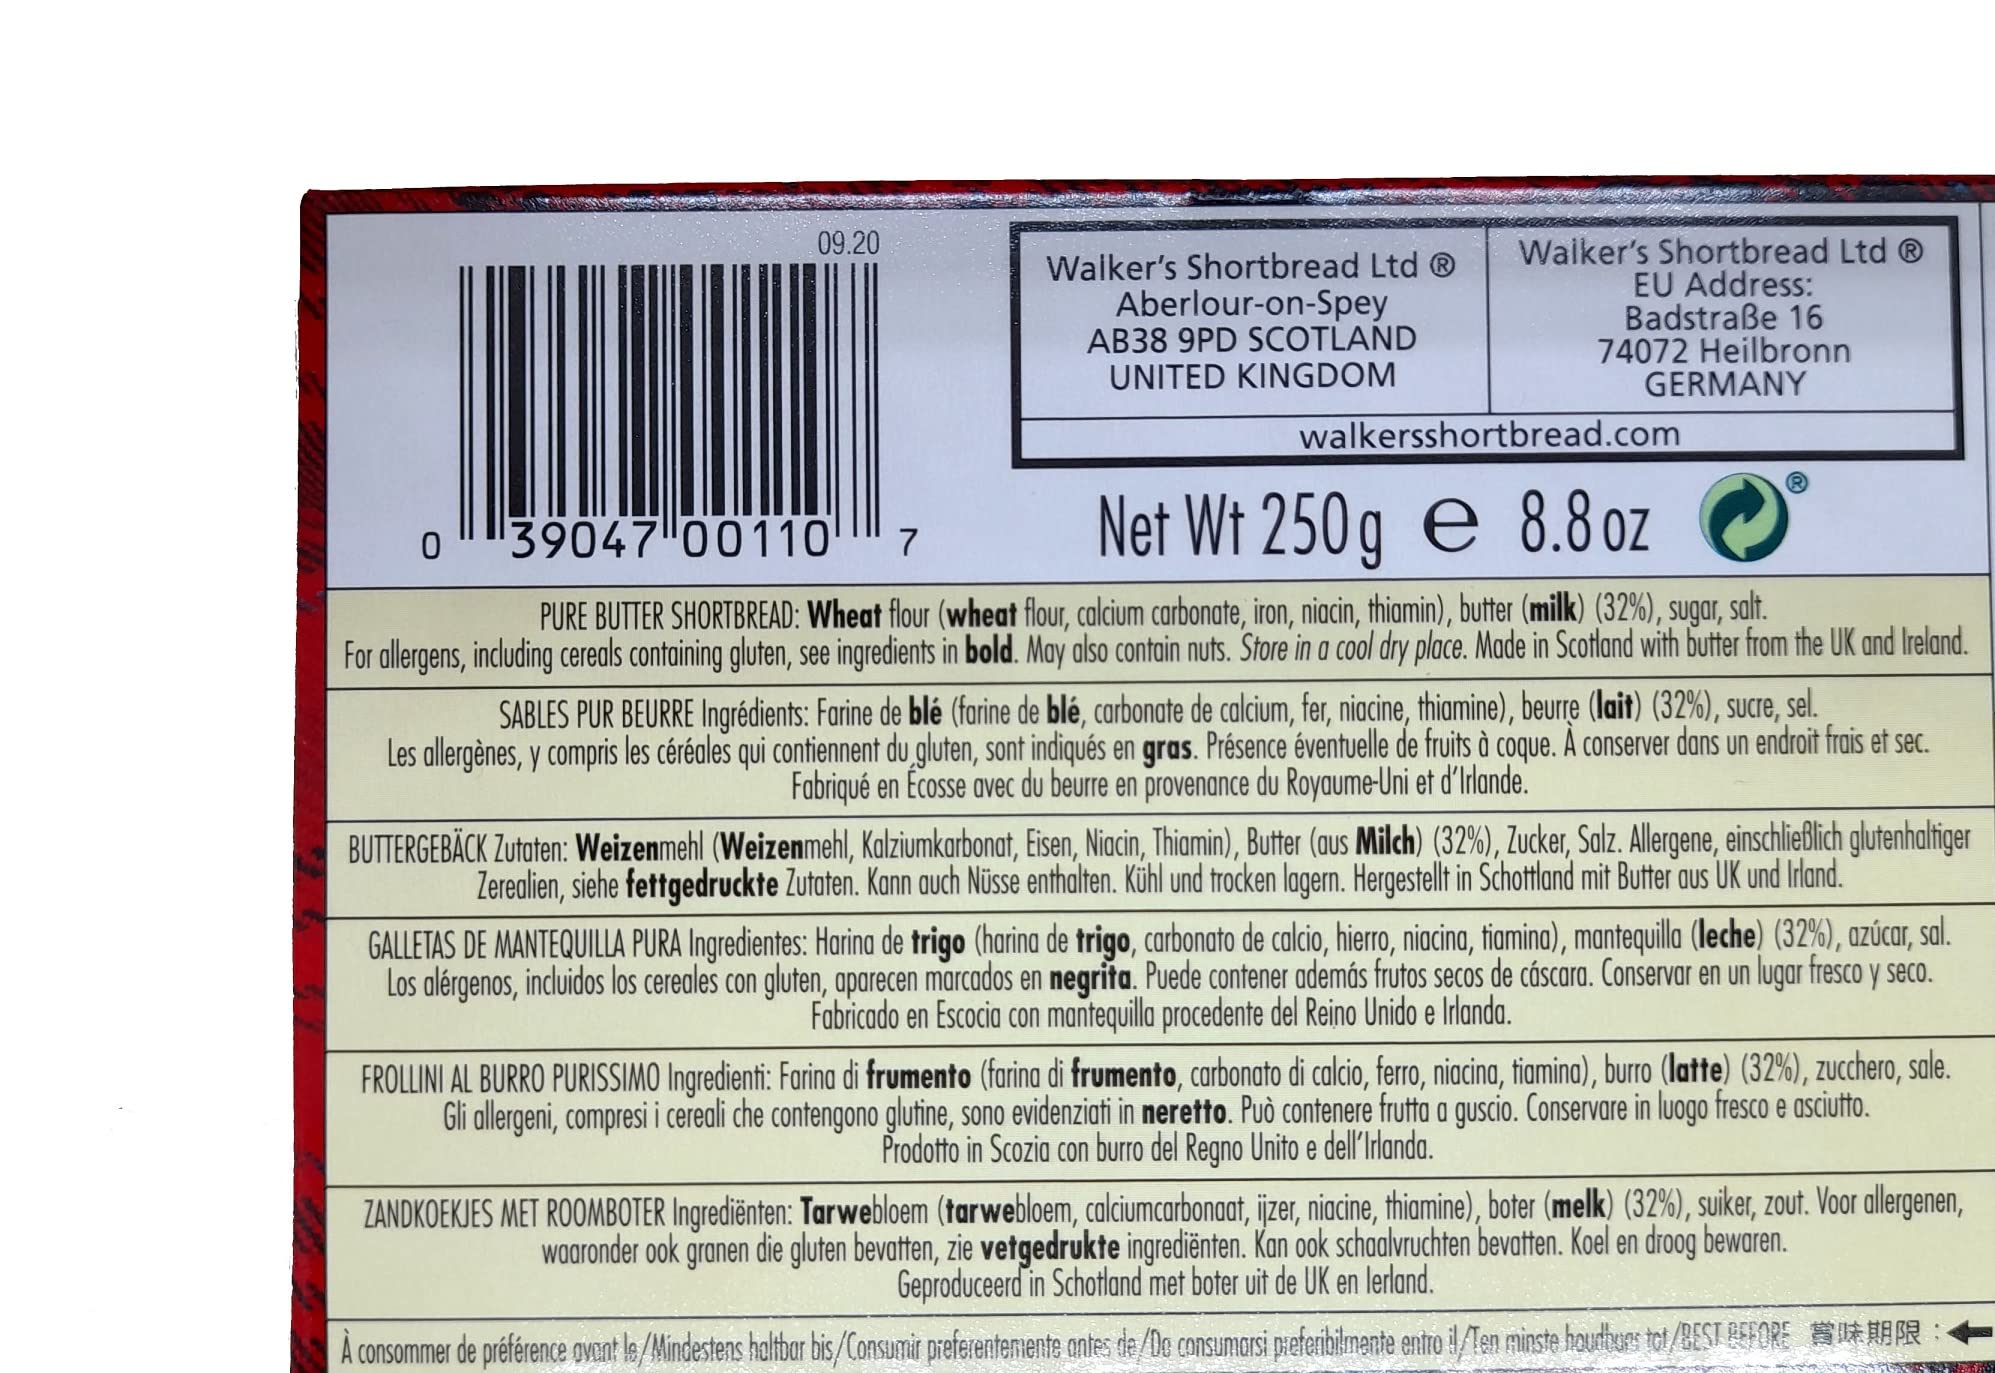 09.20
0 39047 00110 7
Walker's Shortbread Ltd ®
Aberlour-on-Spey
AB38 9PD SCOTLAND
UNITED KINGDOM
Walker's Shortbread Ltd ®
EU Address:
Badstraße 16
74072 Heilbronn
GERMANY
walkersshortbread.com
Net Wt 250g e 8.8oz ®
PURE BUTTER SHORTBREAD: Wheat flour (wheat flour, calcium carbonate, iron, niacin, thiamin), butter (milk) (32%), sugar, salt.
For allergens, including cereals containing gluten, see ingredients in bold. May also contain nuts. Store in a cool dry place. Made in Scotland with butter from the UK and Ireland.
SABLES PUR BEURRE Ingrédients: Farine de blé (farine de blé, carbonate de calcium, fer, niacine, thiamine), beurre (lait) (32%), sucre, sel.
Les allergènes, y compris les céréales qui contiennent du gluten, sont indiqués en gras. Présence éventuelle de fruits à coque. À conserver dans un endroit frais et sec.
Fabriqué en Écosse avec du beurre en provenance du Royaume-Uni et d'Irlande.
BUTTERGEBÄCK Zutaten: Weizenmehl (Weizenmehl, Kalziumkarbonat, Eisen, Niacin, Thiamin), Butter (aus Milch) (32%), Zucker, Salz. Allergene, einschließlich glutenhaltiger
Zerealien, siehe fettgedruckte Zutaten. Kann auch Nüsse enthalten. Kühl und trocken lagern. Hergestellt in Schottland mit Butter aus UK und Irland.
GALLETAS DE MANTEQUILLA PURA Ingredientes: Harina de trigo (harina de trigo, carbonato de calcio, hierro, niacina, tiamina), mantequilla (leche) (32%), azúcar, sal.
Los alérgenos, incluidos los cereales con gluten, aparecen marcados en negrita. Puede contener además frutos secos de cáscara. Conservar en un lugar fresco y seco.
Fabricado en Escocia con mantequilla procedente del Reino Unido e Irlanda.
FROLLINI AL BURRO PURISSIMO Ingredienti: Farina di frumento (farina di frumento, carbonato di calcio, ferro, niacina, tiamina), burro (latte) (32%), zucchero, sale.
Gli allergeni, compresi i cereali che contengono glutine, sono evidenziati in neretto. Può contenere frutta a guscio. Conservare in luogo fresco e asciutto.
Prodotto in Scozia con burro del Regno Unito e dell'Irlanda.
ZANDKOEKJES MET ROOMBOTER Ingrediënten: Tarwebloem (tarwebloem, calciumcarbonaat, ijzer, niacine, thiamine), boter (melk) (32%), suiker, zout. Voor allergenen,
waaronder ook granen die gluten bevatten, zie vetgedrukte ingrediënten. Kan ook schaalvruchten bevatten. Koel en droog bewaren.
Geproduceerd in Schotland met boter uit de UK en Ierland.
À consommer de préférence avant le/Mindestens haltbar bis/Consumir preferentemente antes de/Da consumarsi preferibilmente entro il/Ten minste houdbaar tot/BEST BEFORE 賞味期限 :